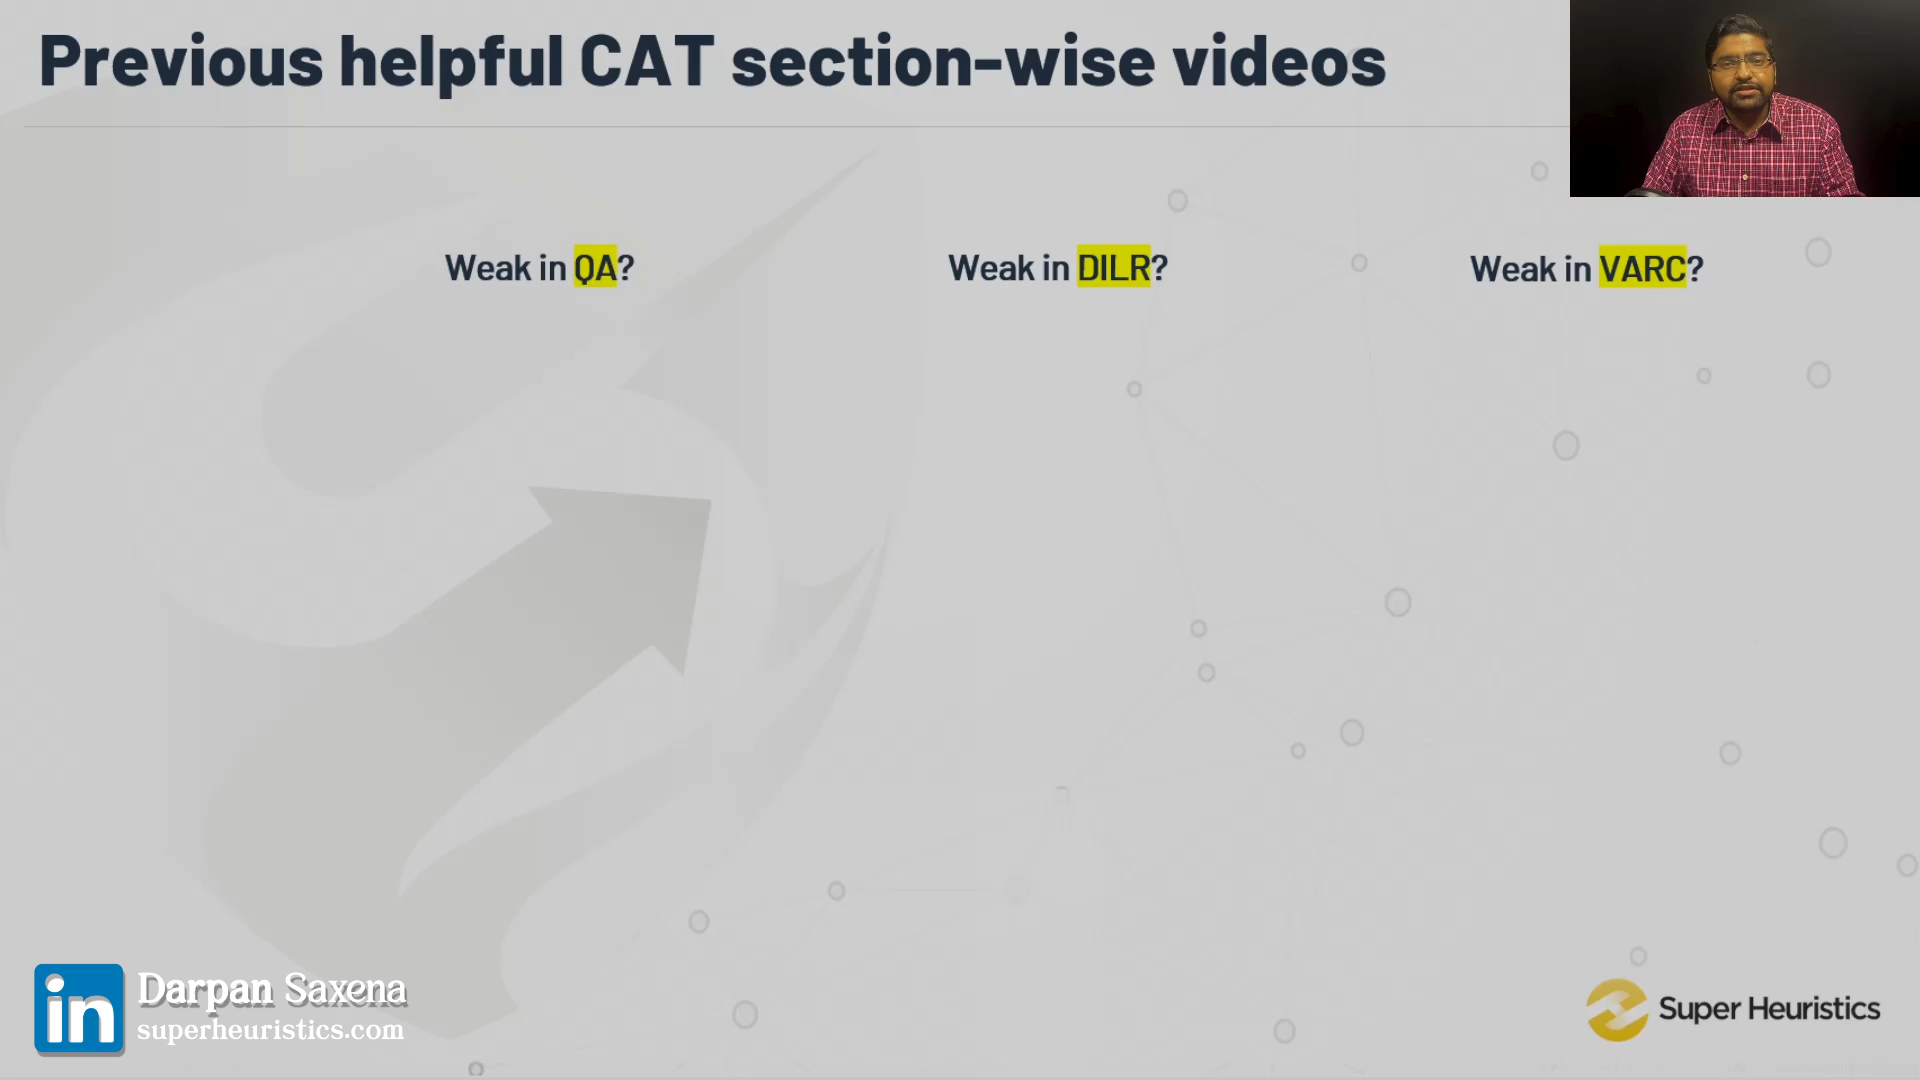 Previous helpful CAT section-wise videos
Weak in QA?
Weak in DILR?
Weak in VARC?
in Darpan Saxena
superheuristics.com
Super Heuristics